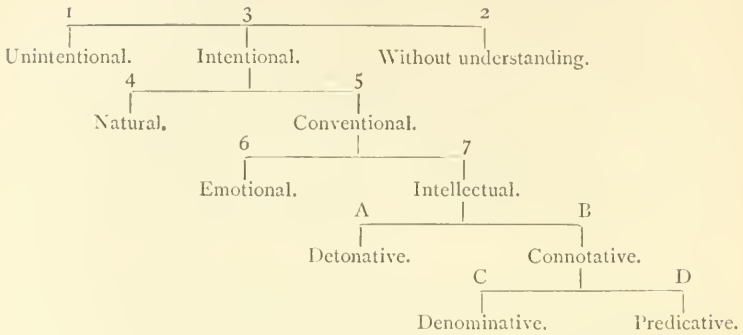 1 3 2
Unintentional. Intentional. Without understanding.
4 5
Natural. Conventional.
6 7
Emotional. Intellectual.
A B
Detonative. Connotative.
C D
Denominative. Predicative.